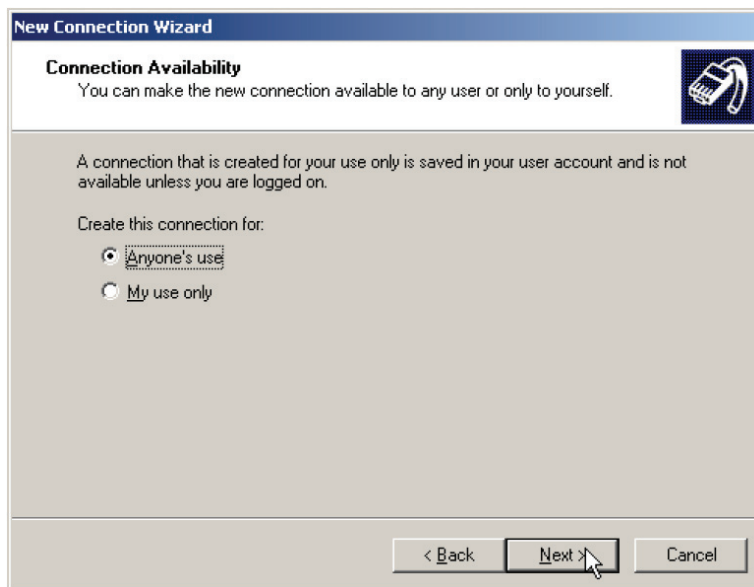 New Connection Wizard
Connection Availability
You can make the new connection available to any user or only to yourself.
A connection that is created for your use only is saved in your user account and is not
available unless you are logged on.
Create this connection for:
Anyone's use
My use only
< Back
Next >
Cancel